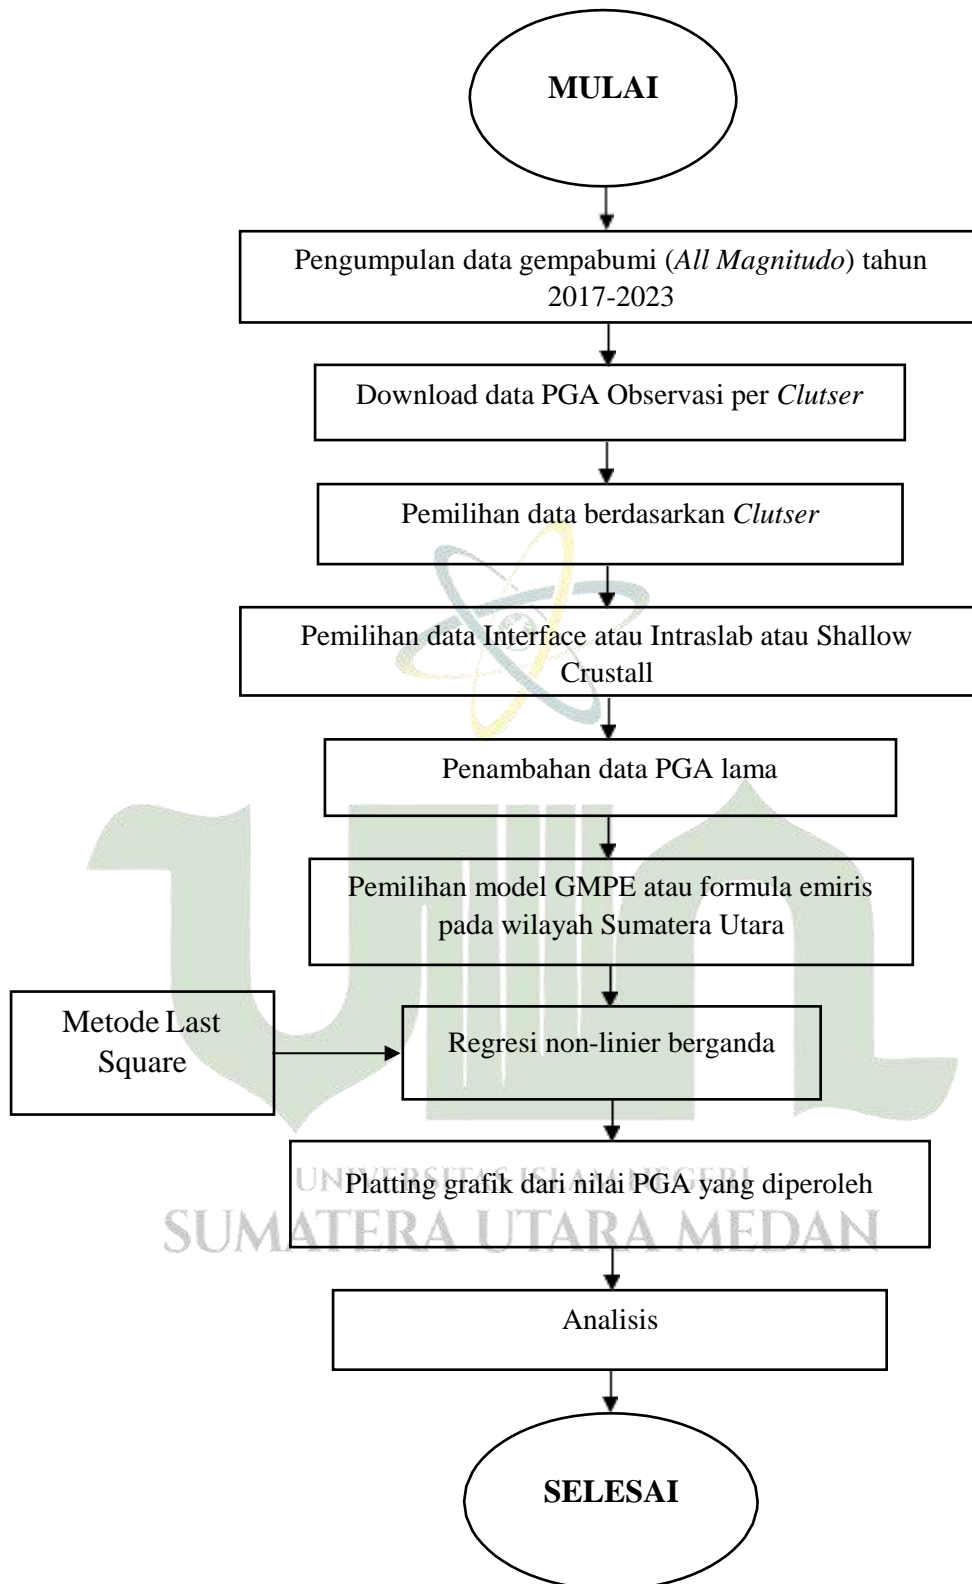 MULAI
Pengumpulan data gempabumi (All Magnitudo) tahun
2017-2023
Download data PGA Observasi per Clutser
Pemilihan data berdasarkan Clutser
Pemilihan data Interface atau Intraslab atau Shallow
Crustall
Penambahan data PGA lama
Pemilihan model GMPE atau formula emiris
pada wilayah Sumatera Utara
Metode Last
Square
Regresi non-linier berganda
Platting grafik dari nilai PGA yang diperoleh
UNIVERSITAS ISLAM NEGERI
SUMATERA UTARA MEDAN
Analisis
SELESAI